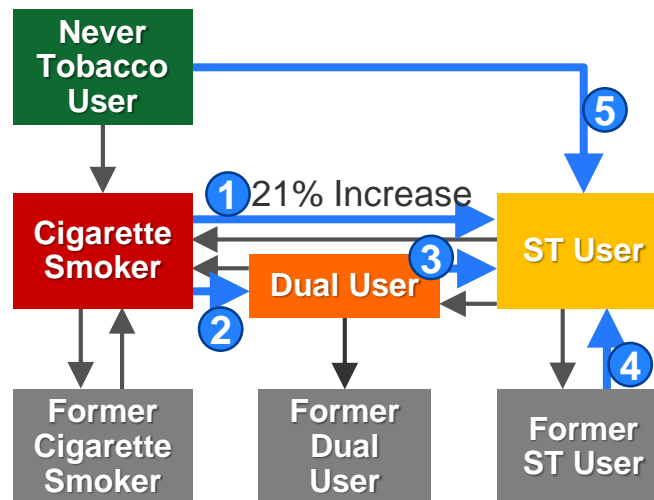 Never
Tobacco
User
5
1 21% Increase
Cigarette
Smoker
ST User
3
Dual User
2
4
Former
Cigarette
Smoker
Former
Dual
User
Former
ST User